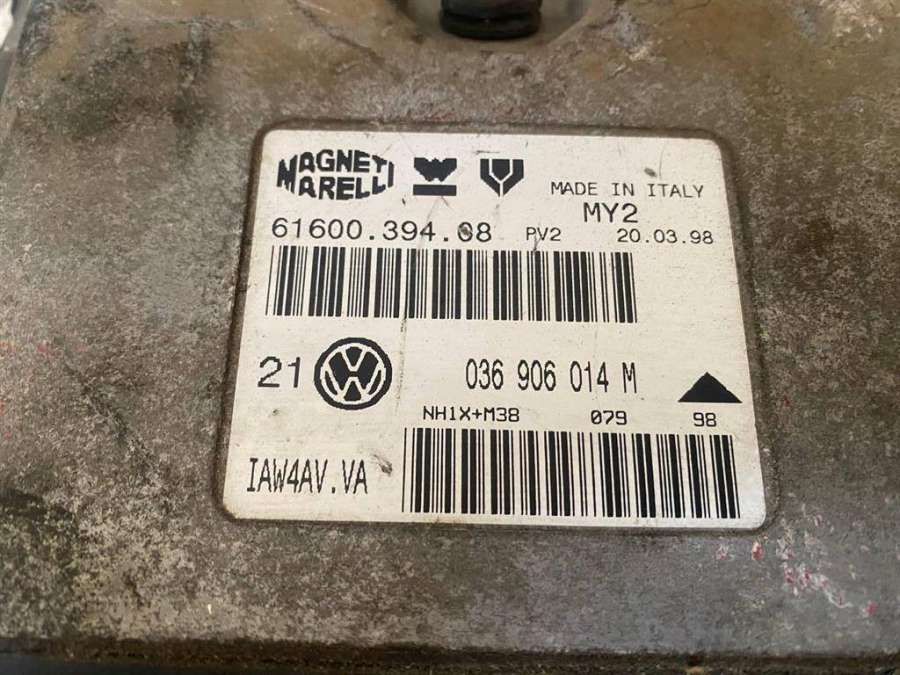 MAGNETI
MARELLI
MADE IN ITALY
MY2
61600.394.08 PV2 20.03.98
21 036 906 014 M
NH1X+M38 079 98
IAW4AV.VA